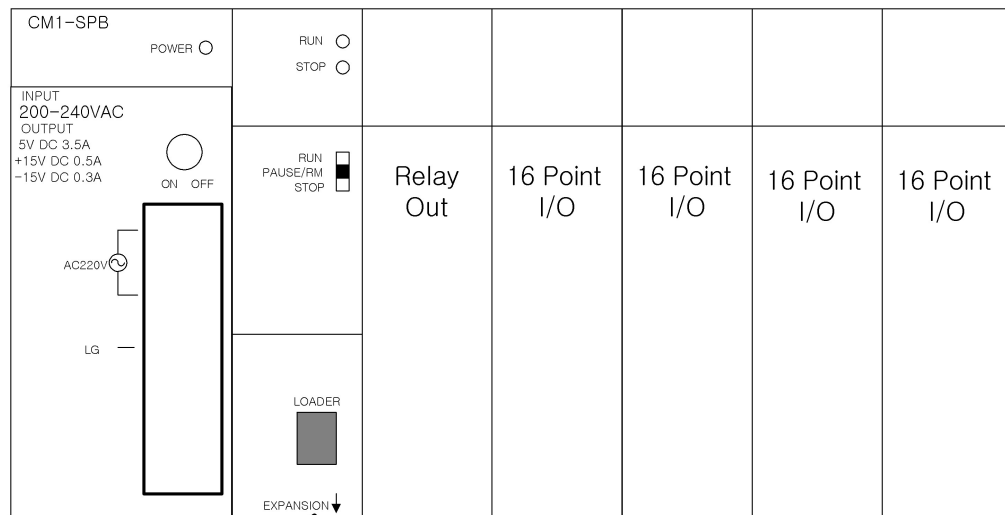 CM1-SPB
POWER
INPUT
200-240VAC
OUTPUT
5V DC 3.5A
+15V DC 0.5A
-15V DC 0.3A
ON OFF
AC220V
LG
RUN
STOP
RUN
PAUSE/RM
STOP
LOADER
EXPANSION
Relay
Out
16 Point
I/O
16 Point
I/O
16 Point
I/O
16 Point
I/O